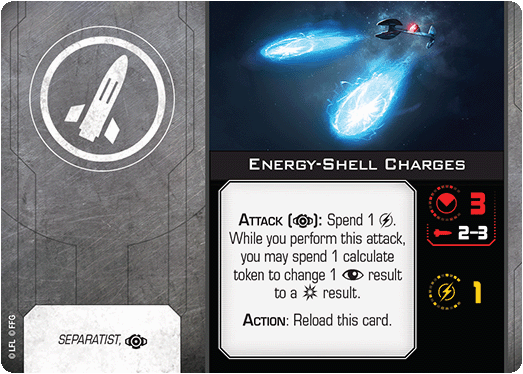 ENERGY-SHELL CHARGES
ATTACK ( ): Spend 1 .
While you perform this attack,
you may spend 1 calculate
token to change 1 result
to a result.
ACTION: Reload this card.
3
2–3
1
SEPARATIST,
© LFL © FFG